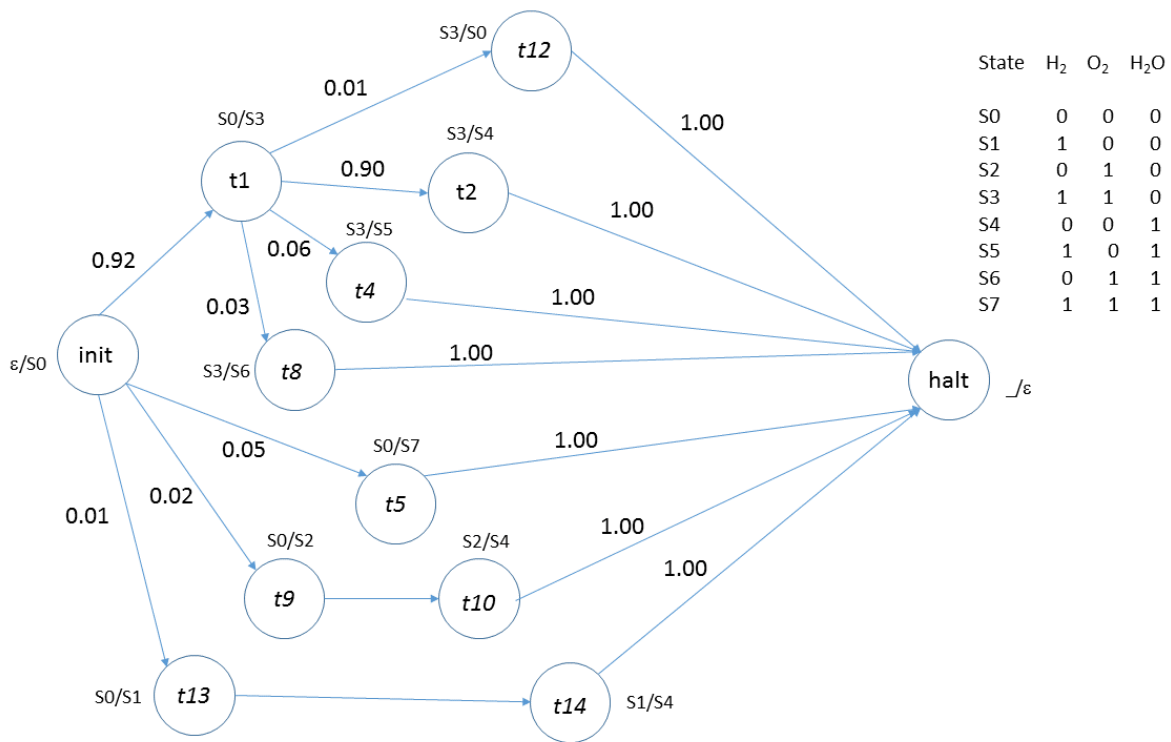 S3/S0
t12
0.01
S0/S3
1.00
S3/S4
t1
0.90
t2
S3/S5
1.00
0.92
0.06
t4
1.00
0.03
ε/S0
init
S3/S6
t8
1.00
halt
_/ε
0.05
S0/S7
1.00
t5
0.02
0.01
S0/S2
S2/S4
1.00
t9
t10
1.00
S0/S1
t13
t14
S1/S4
State H₂ O₂ H₂O
S0 0 0 0
S1 1 0 0
S2 0 1 0
S3 1 1 0
S4 0 0 1
S5 1 0 1
S6 0 1 1
S7 1 1 1